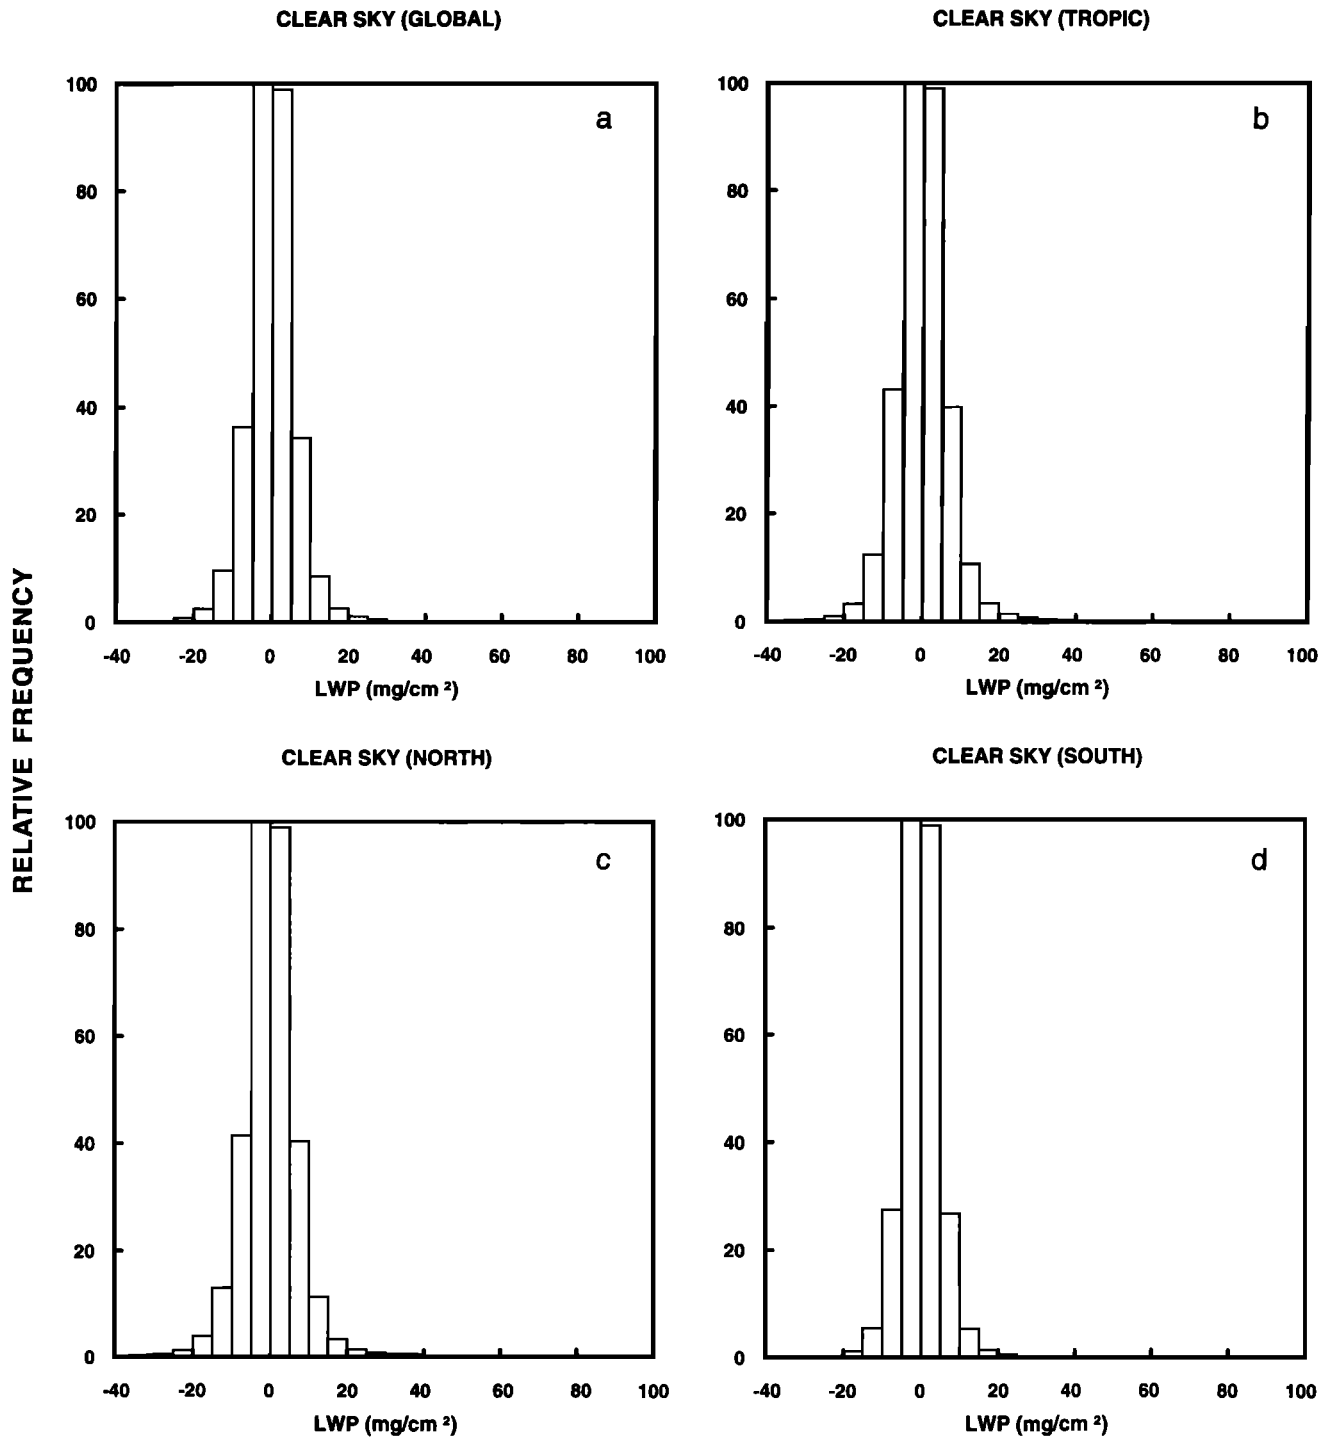 CLEAR SKY (GLOBAL)
CLEAR SKY (TROPIC)
a
100
80
60
40
20
0
-40 -20 0 20 40 60 80 100
LWP (mg/cm ²)
b
100
80
60
40
20
0
-40 -20 0 20 40 60 80 100
LWP (mg/cm ²)
RELATIVE FREQUENCY
CLEAR SKY (NORTH)
CLEAR SKY (SOUTH)
c
100
80
60
40
20
0
-40 -20 0 20 40 60 80 100
LWP (mg/cm ²)
d
100
80
60
40
20
0
-40 -20 0 20 40 60 80 100
LWP (mg/cm ²)